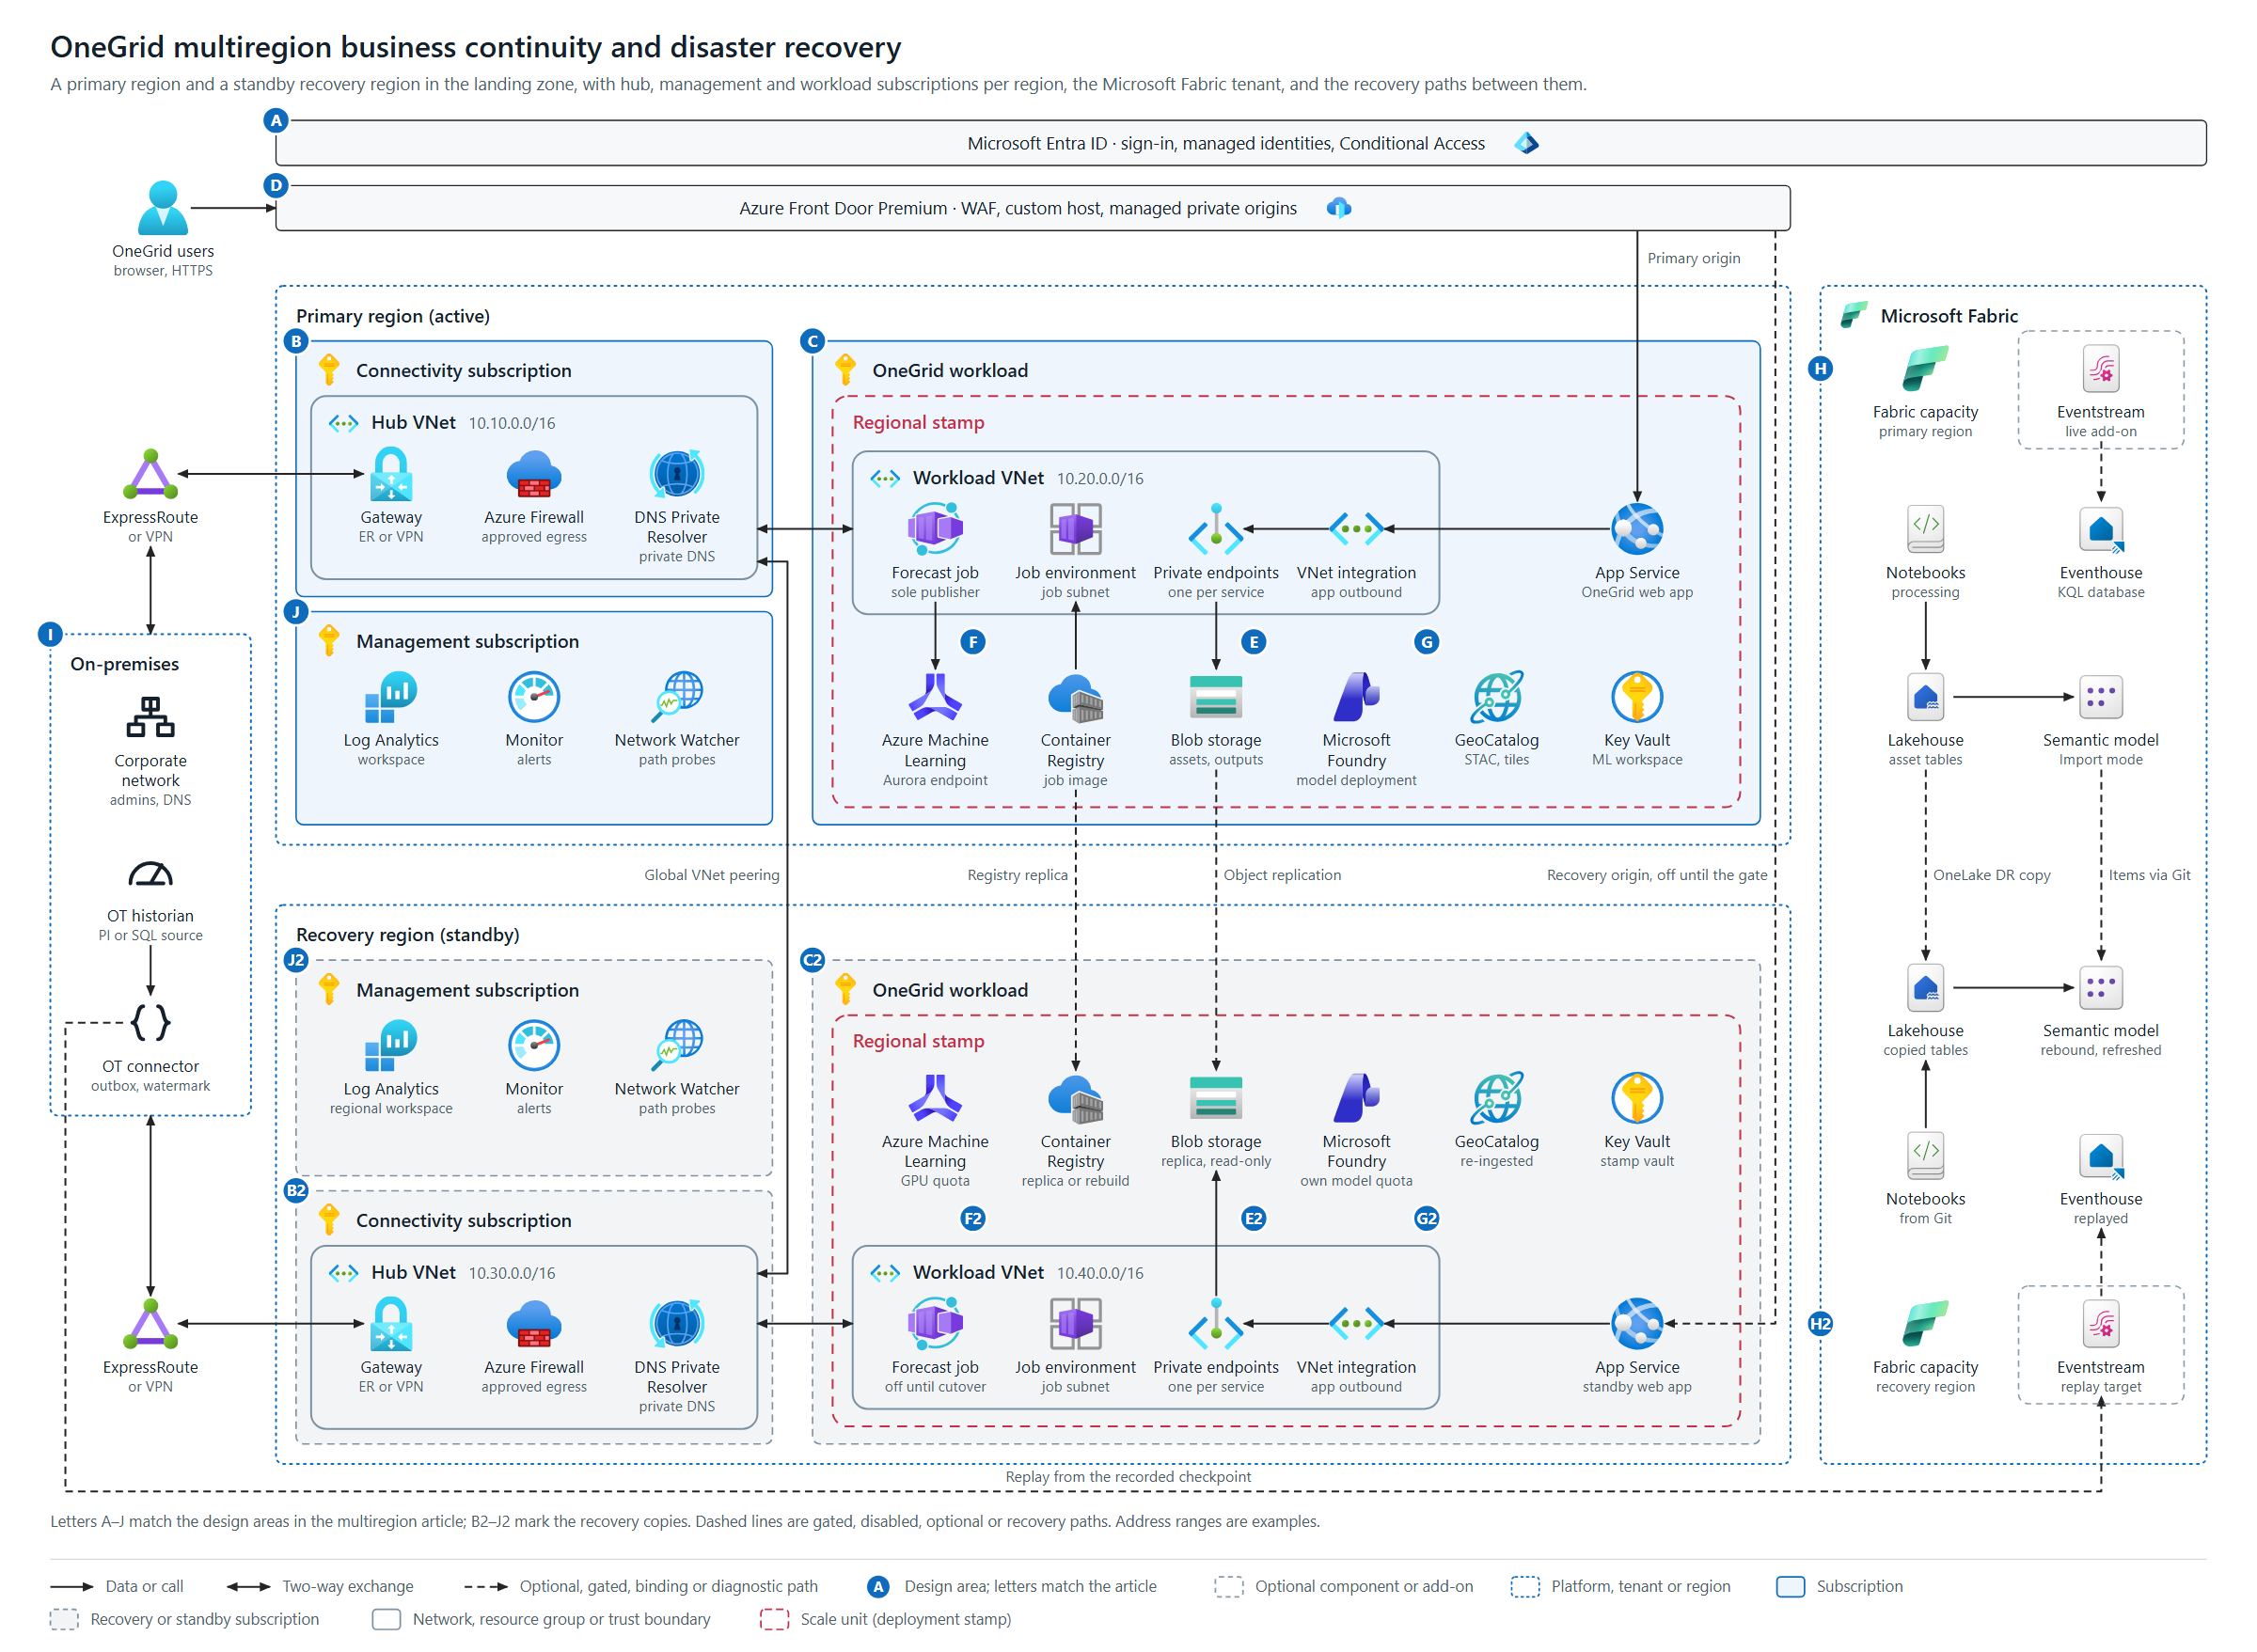 OneGrid multiregion business continuity and disaster recovery
A primary region and a standby recovery region in the landing zone, with hub, management and workload subscriptions per region, the Microsoft Fabric tenant, and the recovery paths between them.
A
Microsoft Entra ID · sign-in, managed identities, Conditional Access
D
Azure Front Door Premium · WAF, custom host, managed private origins
OneGrid users
browser, HTTPS
Primary origin
Primary region (active)
B
Connectivity subscription
Hub VNet 10.10.0.0/16
Gateway
ER or VPN
Azure Firewall
approved egress
DNS Private
Resolver
private DNS
ExpressRoute
or VPN
J
Management subscription
Log Analytics
workspace
Monitor
alerts
Network Watcher
path probes
C
OneGrid workload
Regional stamp
Workload VNet 10.20.0.0/16
Forecast job
sole publisher
Job environment
job subnet
Private endpoints
one per service
VNet integration
app outbound
App Service
OneGrid web app
F
E
G
Azure Machine
Learning
Aurora endpoint
Container
Registry
job image
Blob storage
assets, outputs
Microsoft
Foundry
model deployment
GeoCatalog
STAC, tiles
Key Vault
ML workspace
Microsoft Fabric
H
Fabric capacity
primary region
Eventstream
live add-on
Notebooks
processing
Eventhouse
KQL database
Lakehouse
asset tables
Semantic model
Import mode
I
On-premises
Corporate
network
admins, DNS
OT historian
PI or SQL source
OT connector
outbox, watermark
Global VNet peering
Registry replica
Object replication
Recovery origin, off until the gate
OneLake DR copy
Items via Git
Recovery region (standby)
J2
Management subscription
Log Analytics
regional workspace
Monitor
alerts
Network Watcher
path probes
B2
Connectivity subscription
Hub VNet 10.30.0.0/16
Gateway
ER or VPN
Azure Firewall
approved egress
DNS Private
Resolver
private DNS
ExpressRoute
or VPN
C2
OneGrid workload
Regional stamp
Azure Machine
Learning
GPU quota
Container
Registry
replica or rebuild
Blob storage
replica, read-only
Microsoft
Foundry
own model quota
GeoCatalog
re-ingested
Key Vault
stamp vault
F2
E2
G2
Workload VNet 10.40.0.0/16
Forecast job
off until cutover
Job environment
job subnet
Private endpoints
one per service
VNet integration
app outbound
App Service
standby web app
Lakehouse
copied tables
Semantic model
rebound, refreshed
Notebooks
from Git
Eventhouse
replayed
H2
Fabric capacity
recovery region
Eventstream
replay target
Replay from the recorded checkpoint
Letters A–J match the design areas in the multiregion article; B2–J2 mark the recovery copies. Dashed lines are gated, disabled, optional or recovery paths. Address ranges are examples.
Data or call
Two-way exchange
Optional, gated, binding or diagnostic path
A
Design area; letters match the article
Optional component or add-on
Platform, tenant or region
Subscription
Recovery or standby subscription
Network, resource group or trust boundary
Scale unit (deployment stamp)